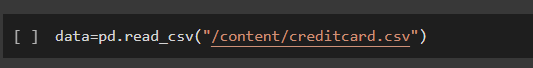 [ ] data=pd.read_csv("/content/creditcard.csv")